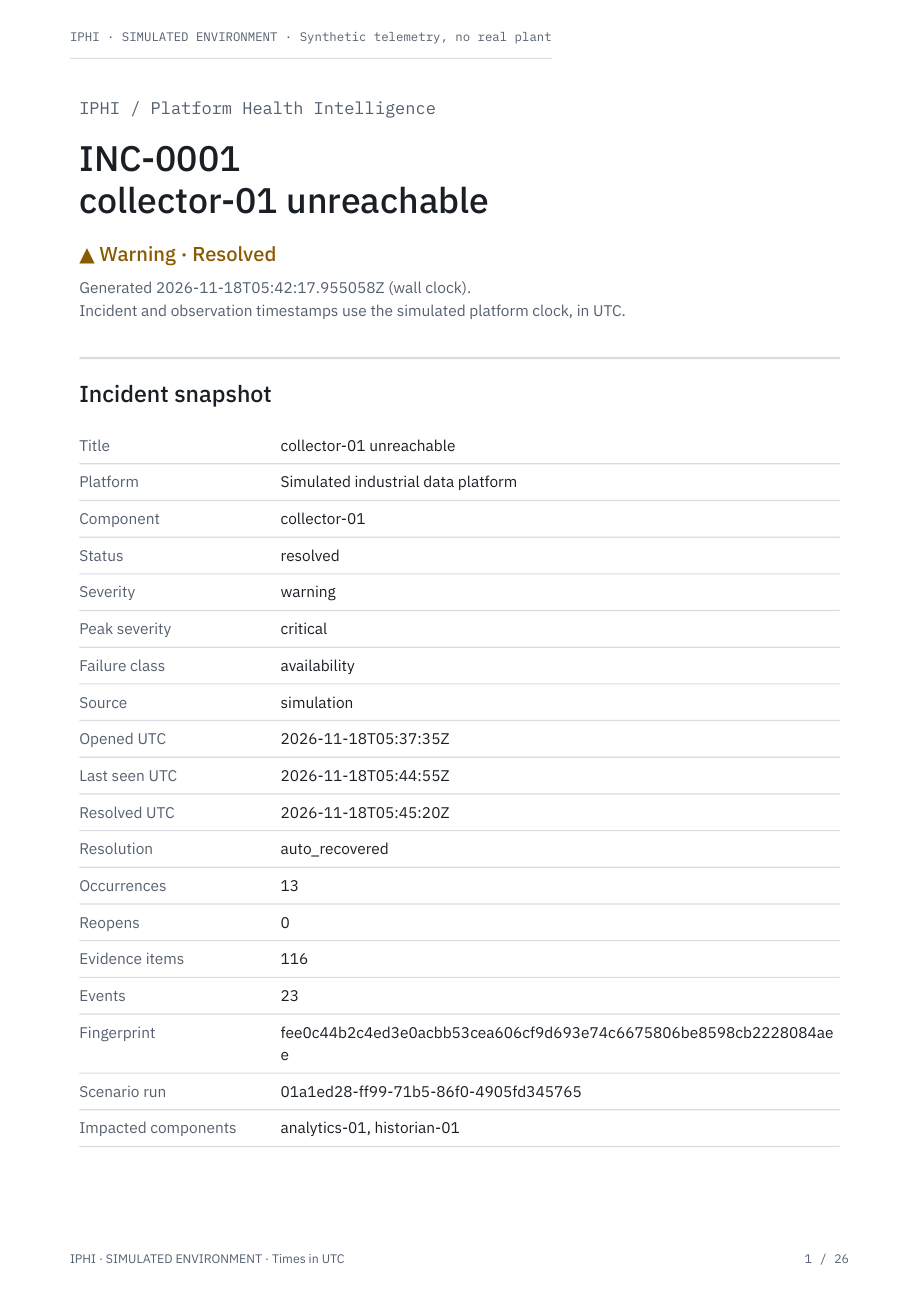 IPHI · SIMULATED ENVIRONMENT · Synthetic telemetry, no real plant
IPHI / Platform Health Intelligence
INC-0001
collector-01 unreachable
▲ Warning · Resolved
Generated 2026-11-18T05:42:17.955058Z (wall clock).
Incident and observation timestamps use the simulated platform clock, in UTC.
Incident snapshot
Title collector-01 unreachable
Platform Simulated industrial data platform
Component collector-01
Status resolved
Severity warning
Peak severity critical
Failure class availability
Source simulation
Opened UTC 2026-11-18T05:37:35Z
Last seen UTC 2026-11-18T05:44:55Z
Resolved UTC 2026-11-18T05:45:20Z
Resolution auto_recovered
Occurrences 13
Reopens 0
Evidence items 116
Events 23
Fingerprint fee0c44b2c4ed3e0acbb53cea606cf9d693e74c6675806be8598cb2228084ae
e
Scenario run 01a1ed28-ff99-71b5-86f0-4905fd345765
Impacted components analytics-01, historian-01
IPHI · SIMULATED ENVIRONMENT · Times in UTC 1 / 26